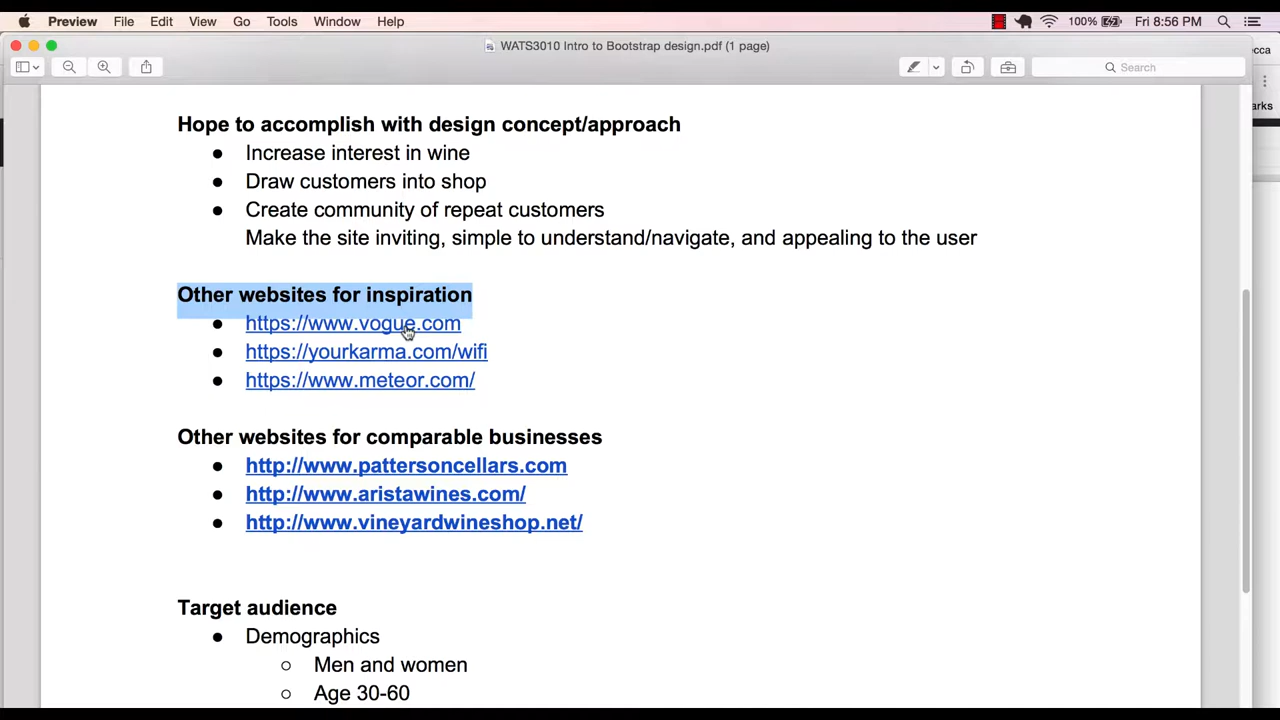 Preview File Edit View Go Tools Window Help 100% Fri 8:56 PM
WATS3010 Intro to Bootstrap design.pdf (1 page)
cca
Search
arks
Hope to accomplish with design concept/approach
● Increase interest in wine
● Draw customers into shop
● Create community of repeat customers
Make the site inviting, simple to understand/navigate, and appealing to the user
Other websites for inspiration
● https://www.vogue.com
● https://yourkarma.com/wifi
● https://www.meteor.com/
Other websites for comparable businesses
● http://www.pattersoncellars.com
● http://www.aristawines.com/
● http://www.vineyardwineshop.net/
Target audience
● Demographics
○ Men and women
○ Age 30-60